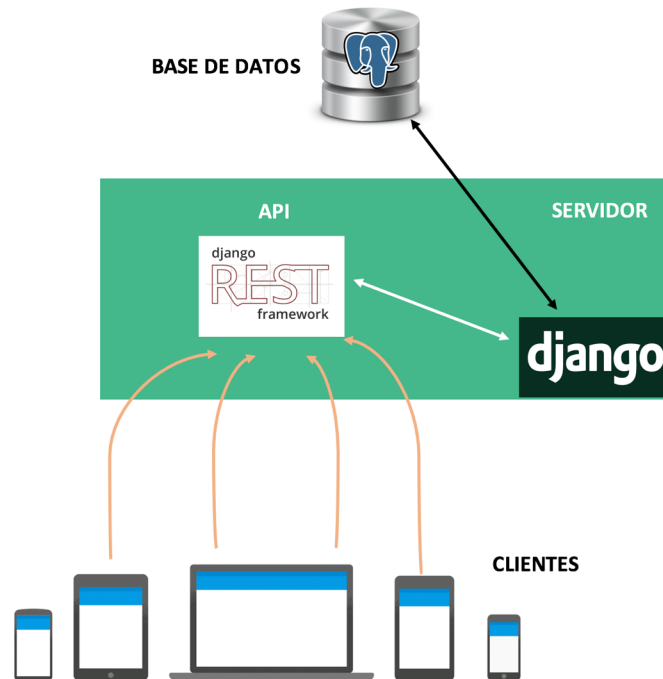 BASE DE DATOS
API
SERVIDOR
django
REST
framework
django
CLIENTES